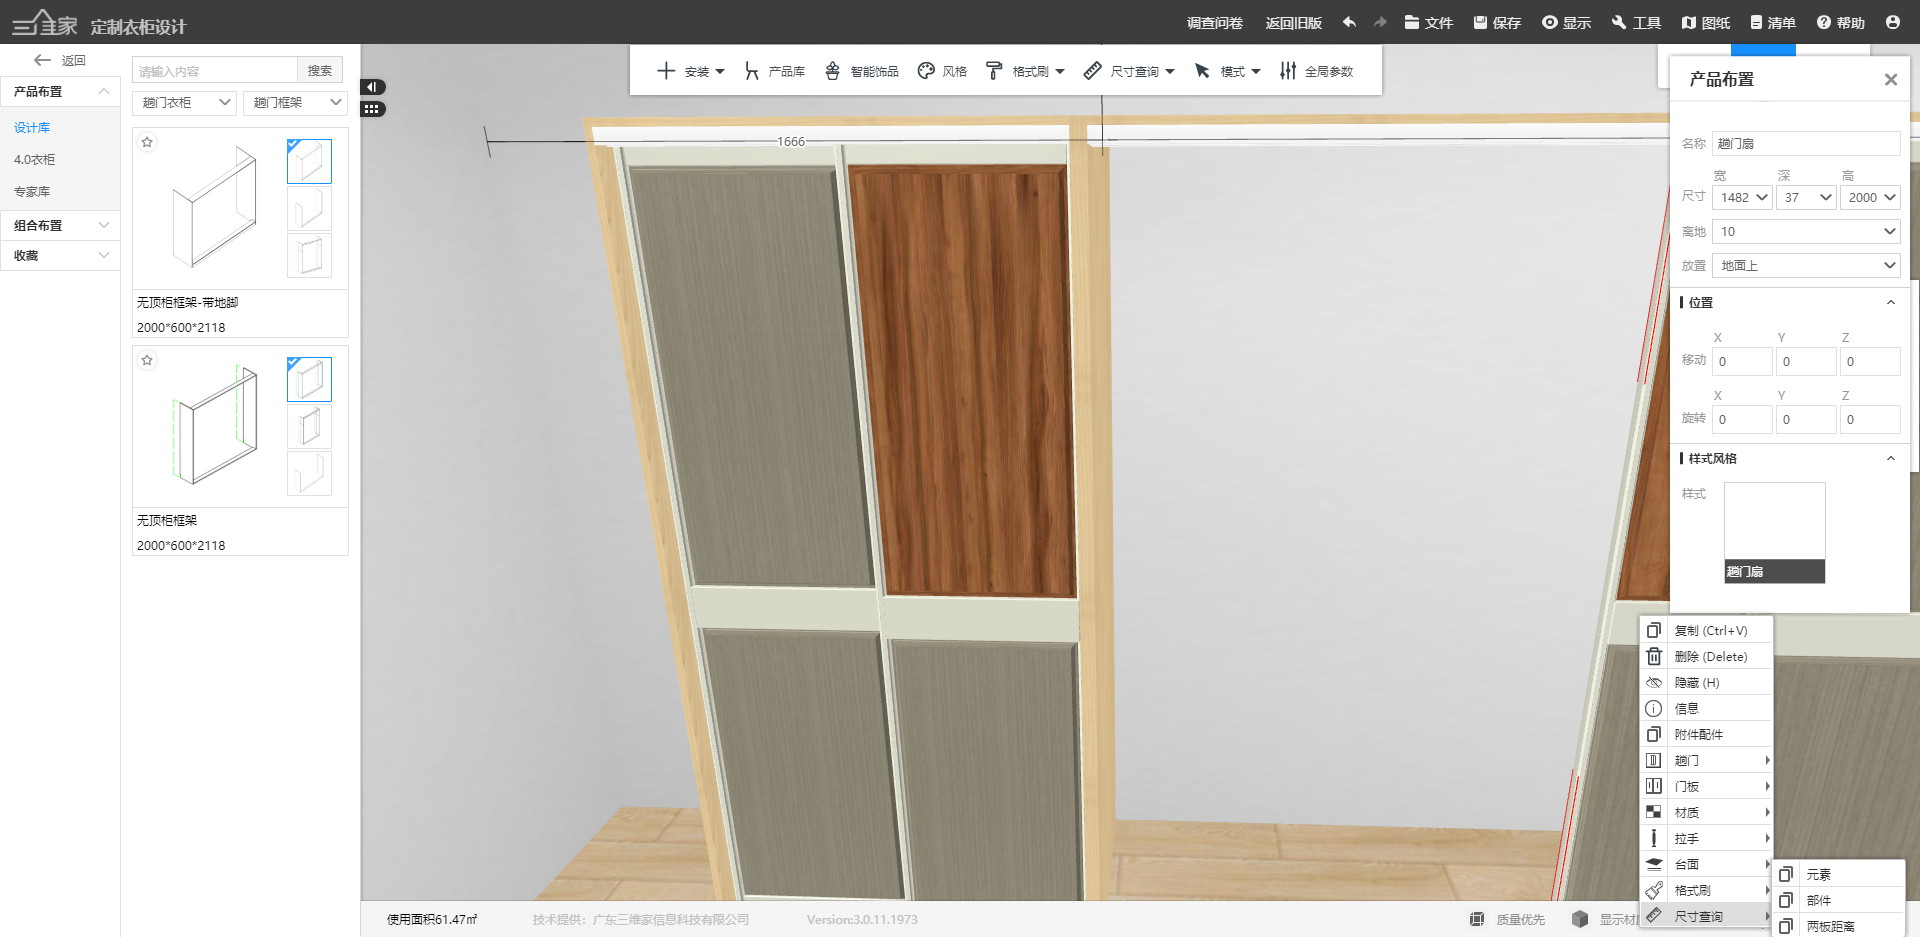 三维家 定制衣柜设计
调查问卷 返回旧版 文件 保存 显示 工具 图纸 清单 帮助
返回
请输入内容 搜索
产品布置
趟门衣柜 趟门框架
设计库
4.0衣柜
专家库
组合布置
收藏
无顶柜框架-带地脚
2000*600*2118
无顶柜框架
2000*600*2118
安装 产品库 智能饰品 风格 格式刷 尺寸查询 模式 全局参数
1666
产品布置
名称 趟门扇
宽 深 高
尺寸 1482 37 2000
离地 10
放置 地面上
位置
X Y Z
移动 0 0 0
X Y Z
旋转 0 0 0
样式风格
样式
趟门扇
复制 (Ctrl+V)
删除 (Delete)
隐藏 (H)
信息
附件配件
趟门
门板
材质
拉手
台面
格式刷
尺寸查询
元素
部件
两板距离
使用面积61.47㎡ 技术提供：广东三维家信息科技有限公司 Version:3.0.11.1973 质量优先 显示材